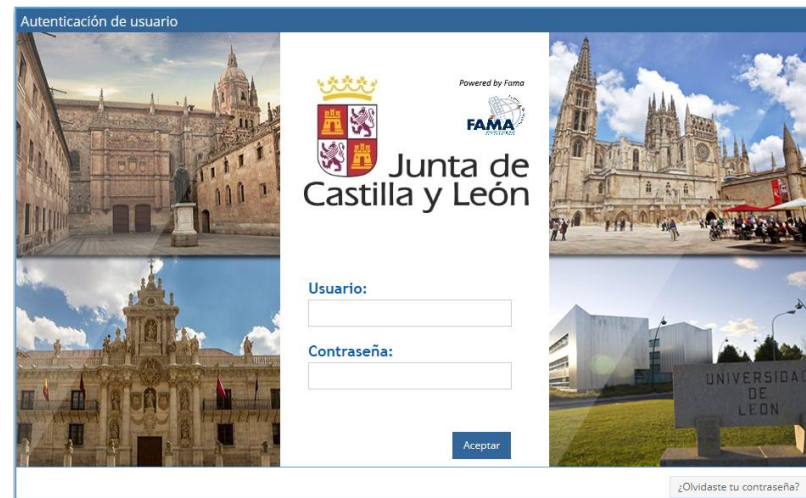 Autenticación de usuario
Powered by Fama
FAMA
SYSTEMS
Junta de
Castilla y León
Usuario:
Contraseña:
Aceptar
UNIVERSIDAD
DE
LEON
¿Olvidaste tu contraseña?